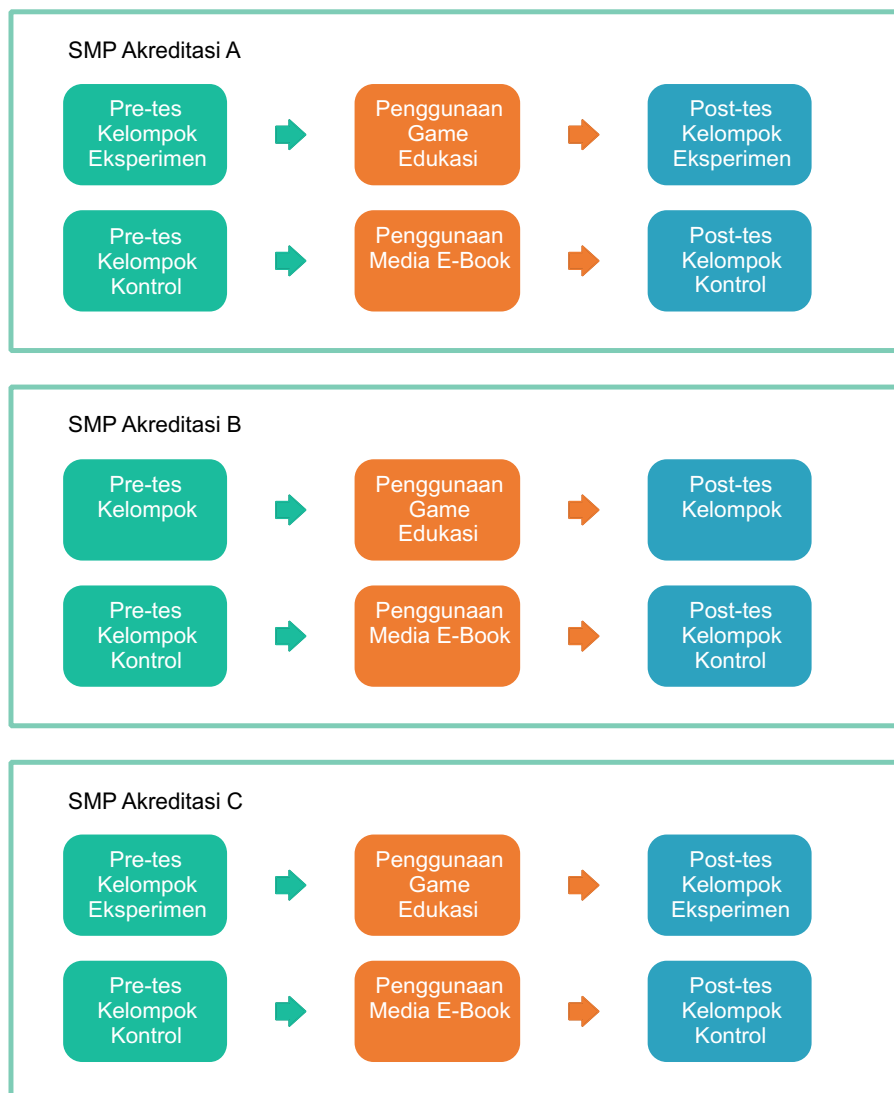 SMP Akreditasi A
Pre-tes
Kelompok
Eksperimen
Penggunaan
Game
Edukasi
Post-tes
Kelompok
Eksperimen
Pre-tes
Kelompok
Kontrol
Penggunaan
Media E-Book
Post-tes
Kelompok
Kontrol
SMP Akreditasi B
Pre-tes
Kelompok
Penggunaan
Game
Edukasi
Post-tes
Kelompok
Pre-tes
Kelompok
Kontrol
Penggunaan
Media E-Book
Post-tes
Kelompok
Kontrol
SMP Akreditasi C
Pre-tes
Kelompok
Eksperimen
Penggunaan
Game
Edukasi
Post-tes
Kelompok
Eksperimen
Pre-tes
Kelompok
Kontrol
Penggunaan
Media E-Book
Post-tes
Kelompok
Kontrol